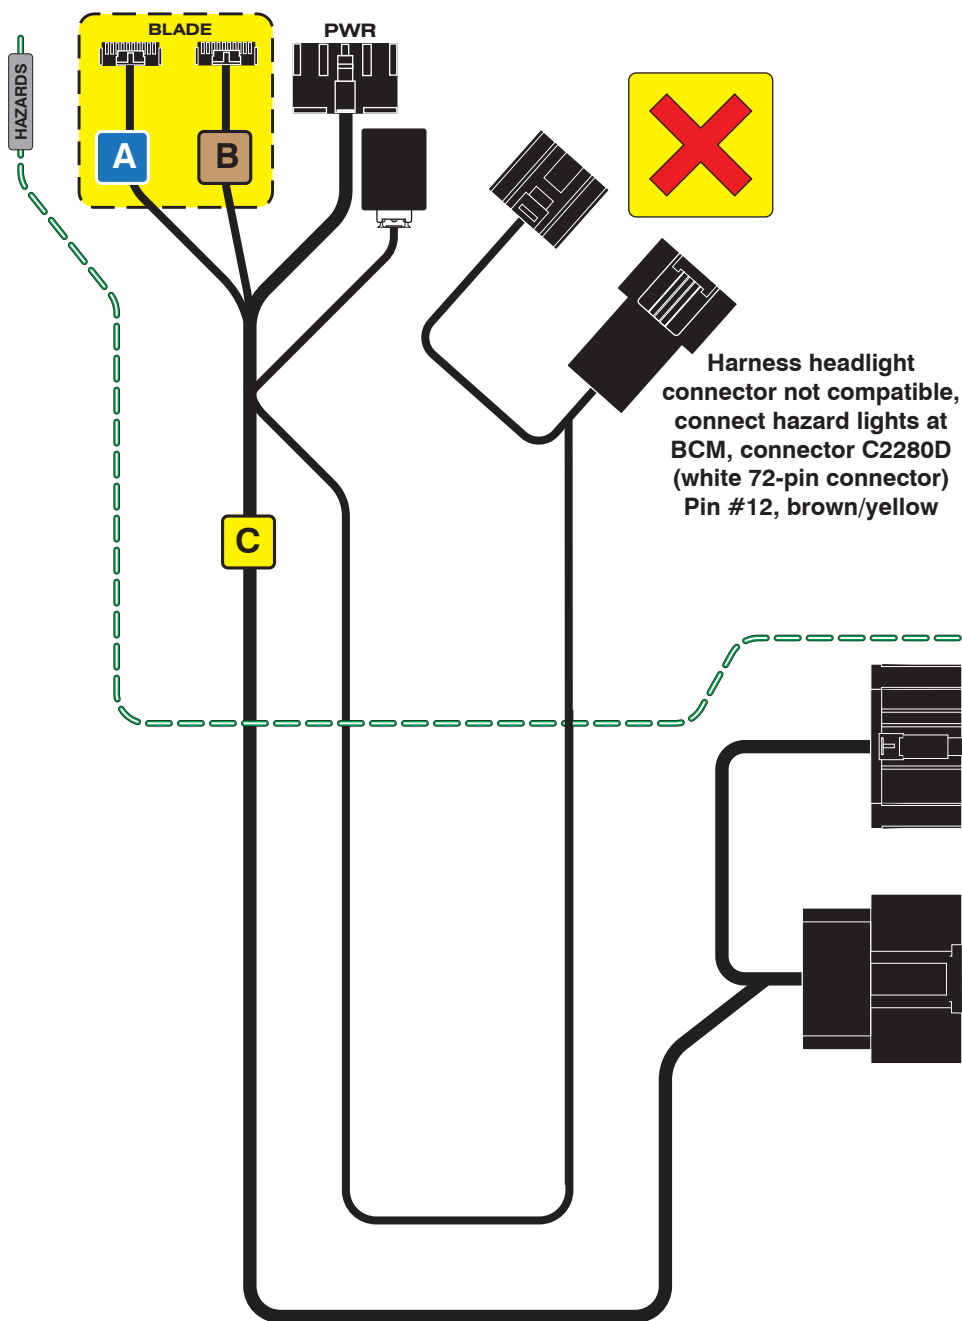 BLADE
PWR
HAZARDS
A
B
Harness headlight
connector not compatible,
connect hazard lights at
BCM, connector C2280D
(white 72-pin connector)
Pin #12, brown/yellow
C